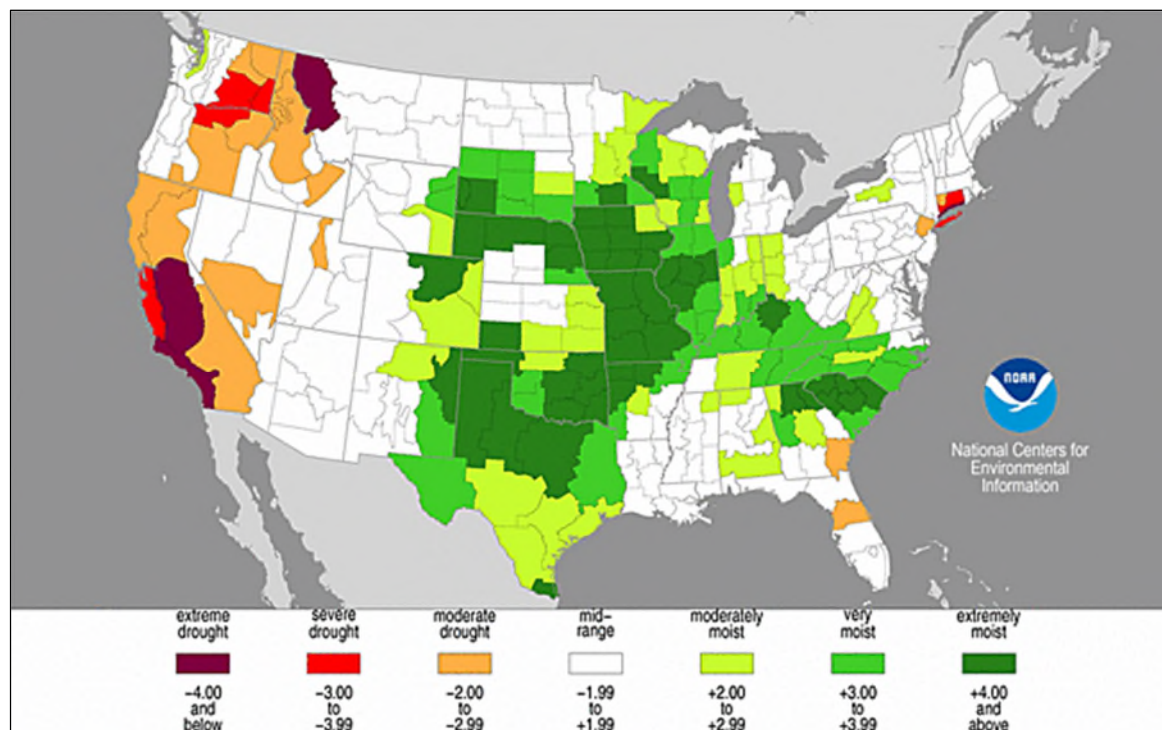 NOAA
National Centers for
Environmental
Information
extreme
drought
severe
drought
moderate
drought
mid-
range
moderately
moist
very
moist
extremely
moist
-4.00
and
below
-3.00
to
-3.99
-2.00
to
-2.99
-1.99
to
+1.99
+2.00
to
+2.99
+3.00
to
+3.99
+4.00
and
above